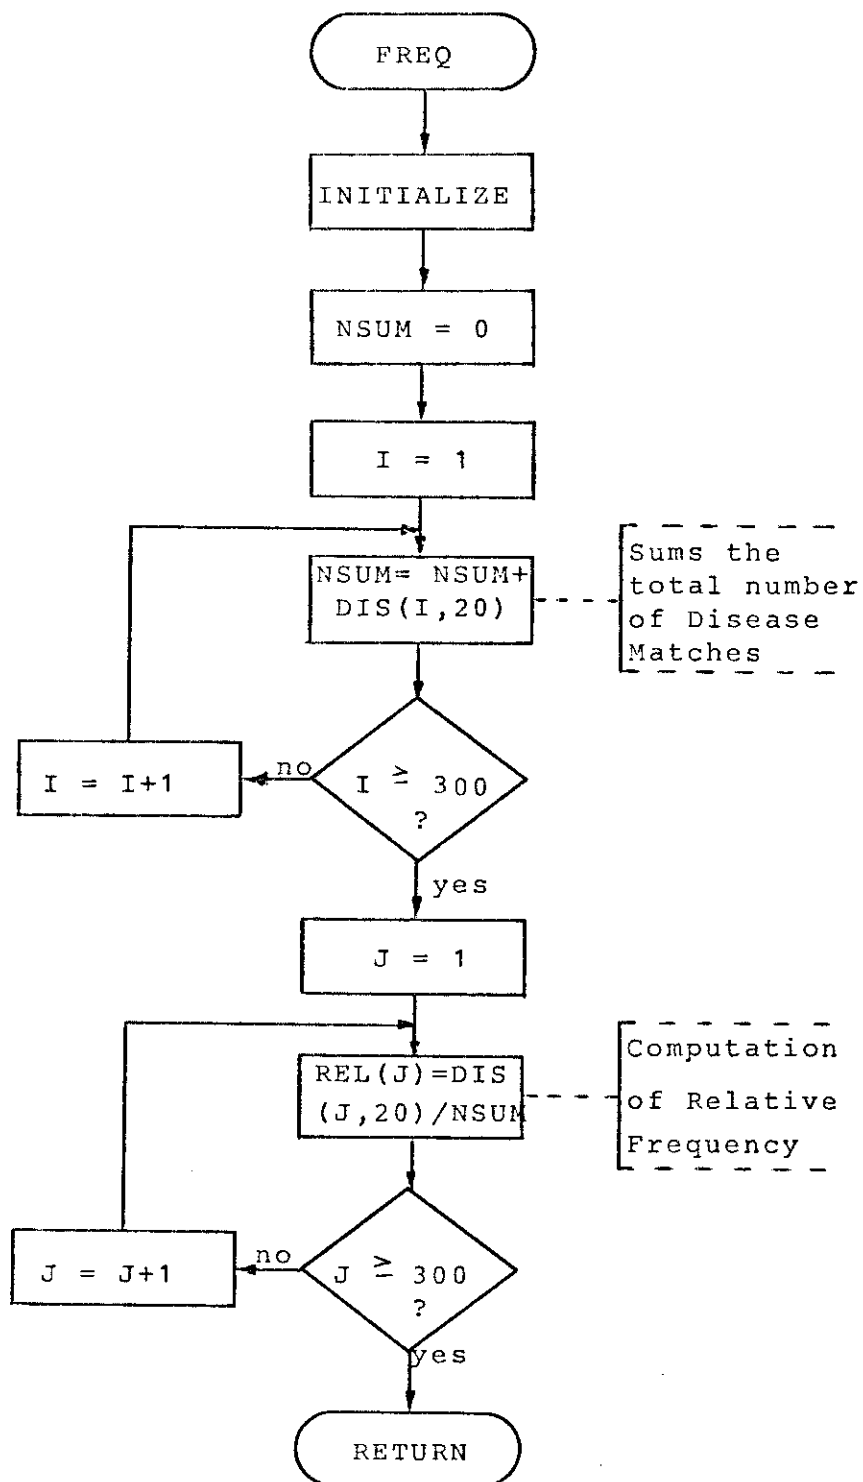 FREQ
INITIALIZE
NSUM = 0
I = 1
NSUM= NSUM+
DIS(I,20)
Sums the
total number
of Disease
Matches
I = I+1
no
I ≥ 300
?
yes
J = 1
REL(J)=DIS
(J,20)/NSUM
Computation
of Relative
Frequency
J = J+1
no
J ≥ 300
?
yes
RETURN